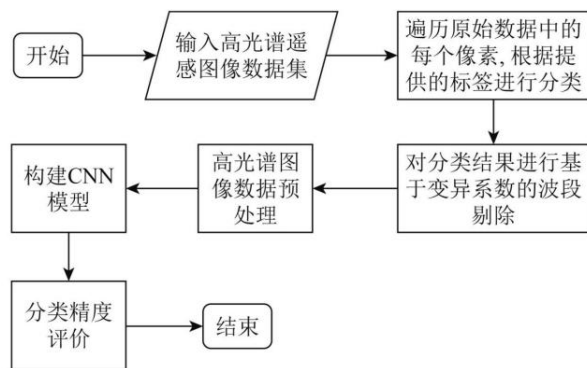 开始
输入高光谱遥
感图像数据集
遍历原始数据中的
每个像素, 根据提
供的标签进行分类
对分类结果进行基
于变异系数的波段
剔除
高光谱图
像数据预
处理
构建CNN
模型
分类精度
评价
结束